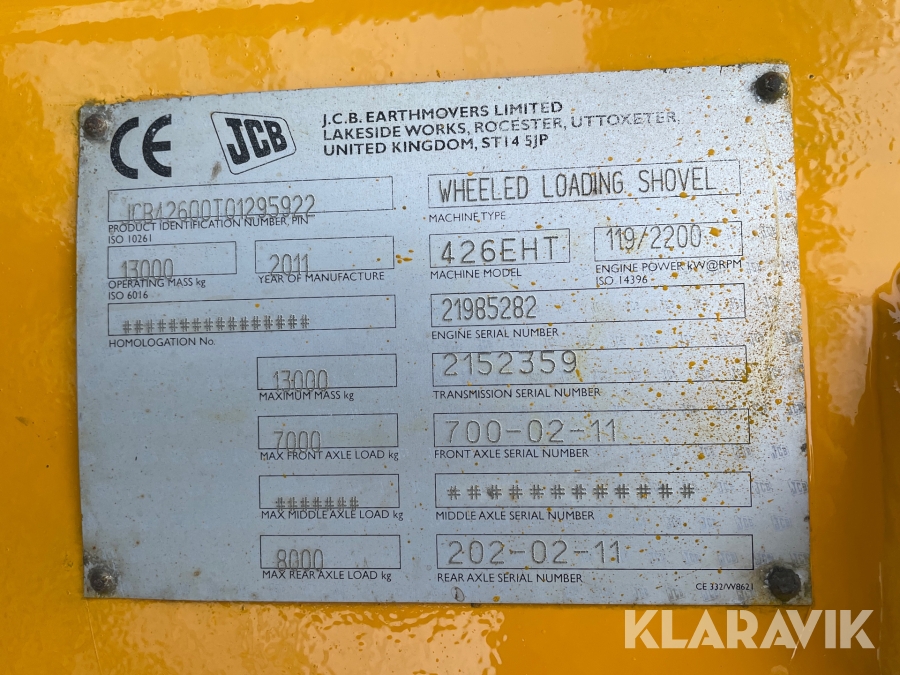 CE
JCB
J.C.B. EARTHMOVERS LIMITED
LAKESIDE WORKS, ROCESTER, UTTOXETER,
UNITED KINGDOM, ST14 5JP
JCB42600T01295922
PRODUCT IDENTIFICATION NUMBER, PIN
ISO 10261
WHEELED LOADING SHOVEL
MACHINE TYPE
13000
OPERATING MASS kg
ISO 6016
2011
YEAR OF MANUFACTURE
426EHT
MACHINE MODEL
119/2200
ENGINE POWER kW@RPM
ISO 14396
################
HOMOLOGATION No.
21985282
ENGINE SERIAL NUMBER
13000
MAXIMUM MASS kg
2152359
TRANSMISSION SERIAL NUMBER
7000
MAX FRONT AXLE LOAD kg
700-02-11
FRONT AXLE SERIAL NUMBER
#######
MAX MIDDLE AXLE LOAD kg
############
MIDDLE AXLE SERIAL NUMBER
8000
MAX REAR AXLE LOAD kg
202-02-11
REAR AXLE SERIAL NUMBER
CE 332/W8621
KLARAVIK